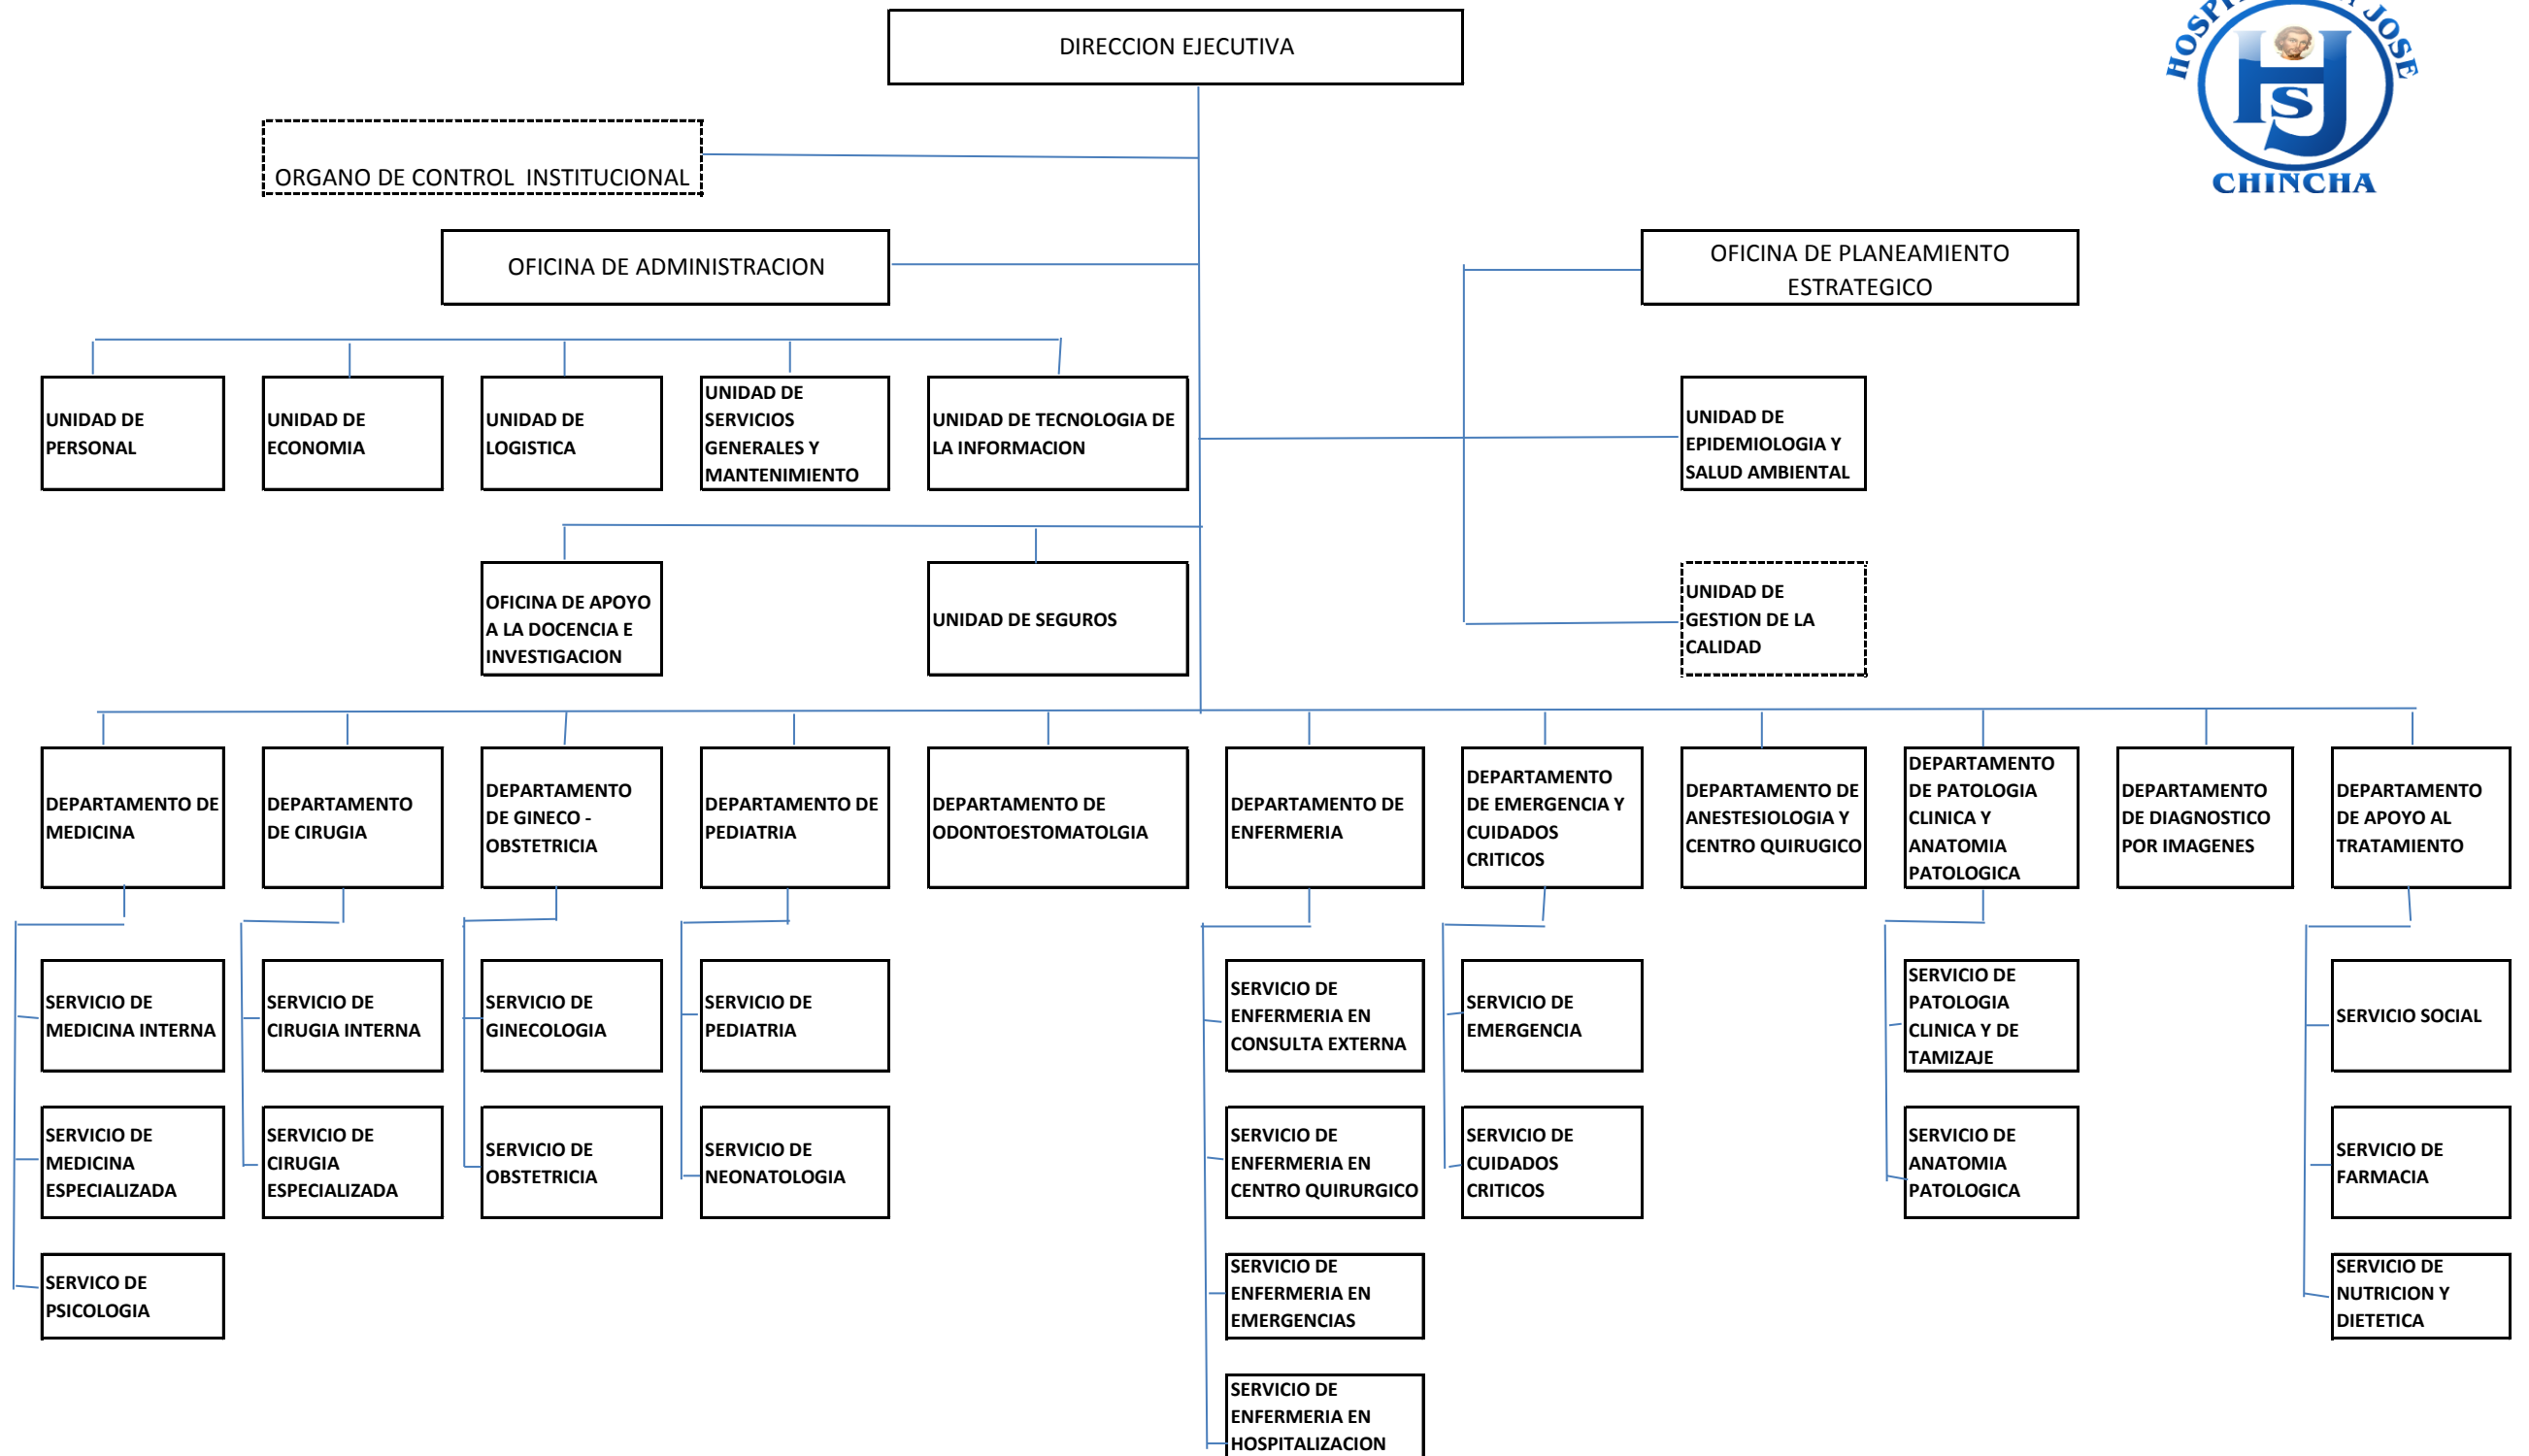 JOSE
CHINCHA
DIRECCION EJECUTIVA
ORGANO DE CONTROL  INSTITUCIONAL
OFICINA DE ADMINISTRACION
OFICINA DE PLANEAMIENTO
ESTRATEGICO
UNIDAD DE
PERSONAL
UNIDAD DE
ECONOMIA
UNIDAD DE
LOGISTICA
UNIDAD DE
SERVICIOS
GENERALES Y
MANTENIMIENTO
UNIDAD DE TECNOLOGIA DE
LA INFORMACION
UNIDAD DE
EPIDEMIOLOGIA Y
SALUD AMBIENTAL
OFICINA DE APOYO
A LA DOCENCIA E
INVESTIGACION
UNIDAD DE SEGUROS
UNIDAD DE
GESTION DE LA
CALIDAD
DEPARTAMENTO DE
MEDICINA
DEPARTAMENTO
DE CIRUGIA
DEPARTAMENTO
DE GINECO -
OBSTETRICIA
DEPARTAMENTO DE
PEDIATRIA
DEPARTAMENTO DE
ODONTOESTOMATOLGIA
DEPARTAMENTO DE
ENFERMERIA
DEPARTAMENTO
DE EMERGENCIA Y
CUIDADOS
CRITICOS
DEPARTAMENTO DE
ANESTESIOLOGIA Y
CENTRO QUIRUGICO
DEPARTAMENTO
DE PATOLOGIA
CLINICA Y
ANATOMIA
PATOLOGICA
DEPARTAMENTO
DE DIAGNOSTICO
POR IMAGENES
DEPARTAMENTO
DE APOYO AL
TRATAMIENTO
SERVICIO DE
MEDICINA INTERNA
SERVICIO DE
CIRUGIA INTERNA
SERVICIO DE
GINECOLOGIA
SERVICIO DE
PEDIATRIA
SERVICIO DE
ENFERMERIA EN
CONSULTA EXTERNA
SERVICIO DE
EMERGENCIA
SERVICIO DE
PATOLOGIA
CLINICA Y DE
TAMIZAJE
SERVICIO SOCIAL
SERVICIO DE
MEDICINA
ESPECIALIZADA
SERVICIO DE
CIRUGIA
ESPECIALIZADA
SERVICIO DE
OBSTETRICIA
SERVICIO DE
NEONATOLOGIA
SERVICIO DE
ENFERMERIA EN
CENTRO QUIRURGICO
SERVICIO DE
CUIDADOS
CRITICOS
SERVICIO DE
ANATOMIA
PATOLOGICA
SERVICIO DE
FARMACIA
SERVICO DE
PSICOLOGIA
SERVICIO DE
ENFERMERIA EN
EMERGENCIAS
SERVICIO DE
NUTRICION Y
DIETETICA
SERVICIO DE
ENFERMERIA EN
HOSPITALIZACION